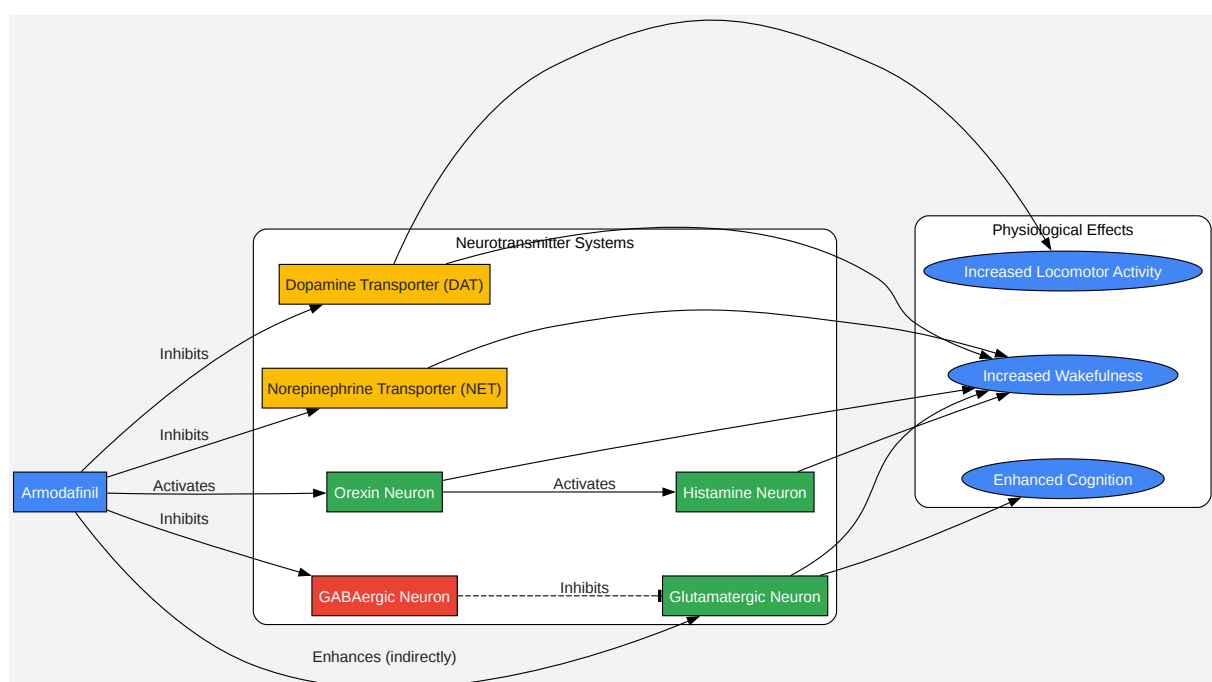 Neurotransmitter Systems
Physiological Effects
Dopamine Transporter (DAT)
Increased Locomotor Activity
Inhibits
Norepinephrine Transporter (NET)
Increased Wakefulness
Inhibits
Armodafinil
Activates
Orexin Neuron
Activates
Histamine Neuron
Enhanced Cognition
Inhibits
GABAergic Neuron
Inhibits
Glutamatergic Neuron
Enhances (indirectly)